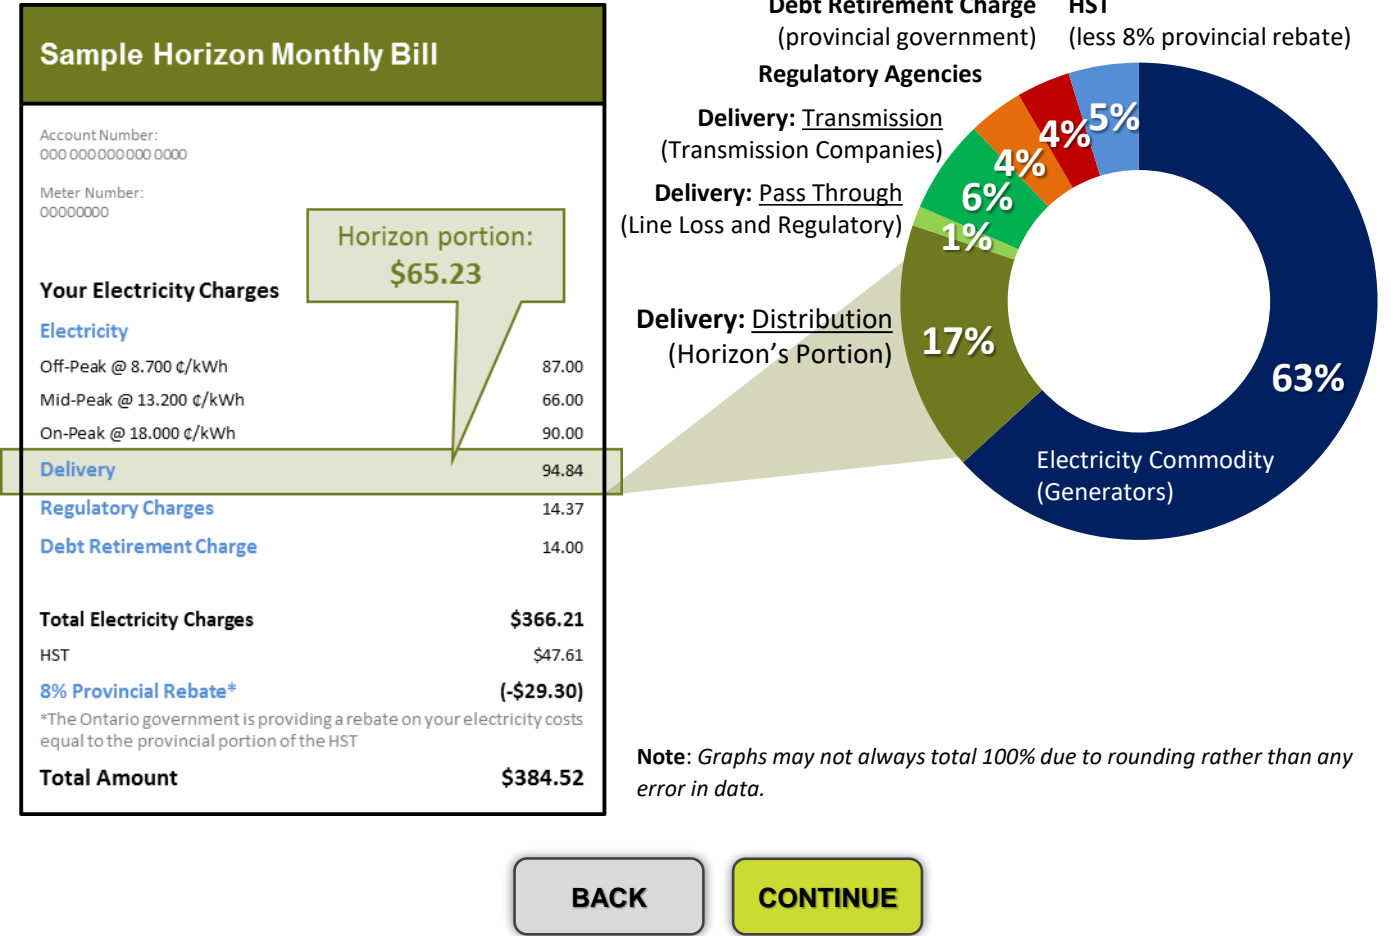 Sample Horizon Monthly Bill
Account Number:
000 000 000 000 0000
Meter Number:
00000000
Horizon portion:
$65.23
Your Electricity Charges
Electricity
Off-Peak @ 8.700 ¢/kWh 87.00
Mid-Peak @ 13.200 ¢/kWh 66.00
On-Peak @ 18.000 ¢/kWh 90.00
Delivery 94.84
Regulatory Charges 14.37
Debt Retirement Charge 14.00
Total Electricity Charges $366.21
HST $47.61
8% Provincial Rebate* (-$29.30)
*The Ontario government is providing a rebate on your electricity costs
equal to the provincial portion of the HST
Total Amount $384.52
Debt Retirement Charge
(provincial government)
HST
(less 8% provincial rebate)
Regulatory Agencies
Delivery: Transmission
(Transmission Companies)
Delivery: Pass Through
(Line Loss and Regulatory)
Delivery: Distribution
(Horizon's Portion)
5%
4%
4%
6%
1%
17%
63%
Electricity Commodity
(Generators)
Note: Graphs may not always total 100% due to rounding rather than any
error in data.
BACK
CONTINUE